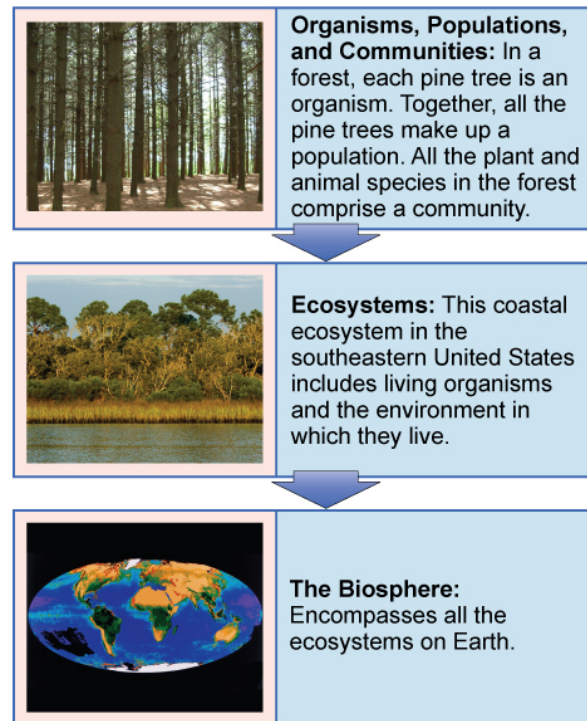 Organisms, Populations,
and Communities: In a
forest, each pine tree is an
organism. Together, all the
pine trees make up a
population. All the plant and
animal species in the forest
comprise a community.
Ecosystems: This coastal
ecosystem in the
southeastern United States
includes living organisms
and the environment in
which they live.
The Biosphere:
Encompasses all the
ecosystems on Earth.